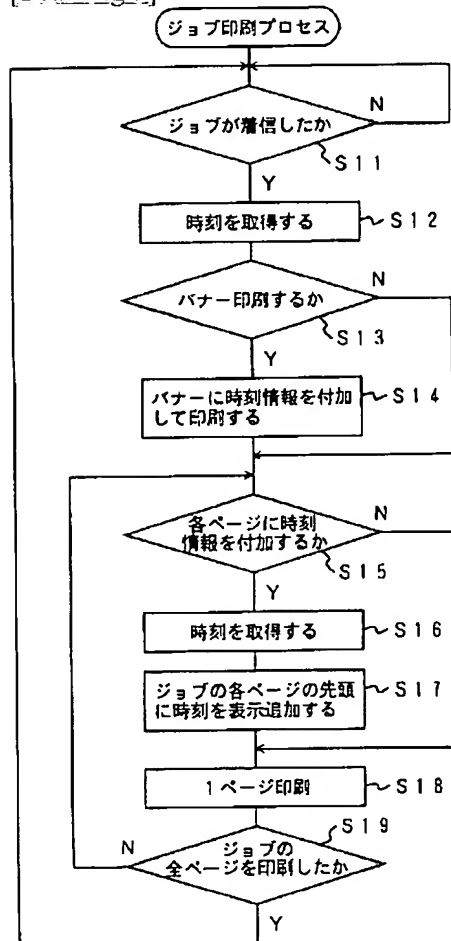 ジョブ印刷プロセス
N
ジョブが着信したか
S11
Y
時刻を取得する
S12
N
バナー印刷するか
S13
Y
バナーに時刻情報を付加
して印刷する
S14
N
各ページに時刻
情報を付加するか
S15
Y
時刻を取得する
S16
ジョブの各ページの先頭
に時刻を表示追加する
S17
1ページ印刷
S18
S19
N
ジョブの
全ページを印刷したか
Y